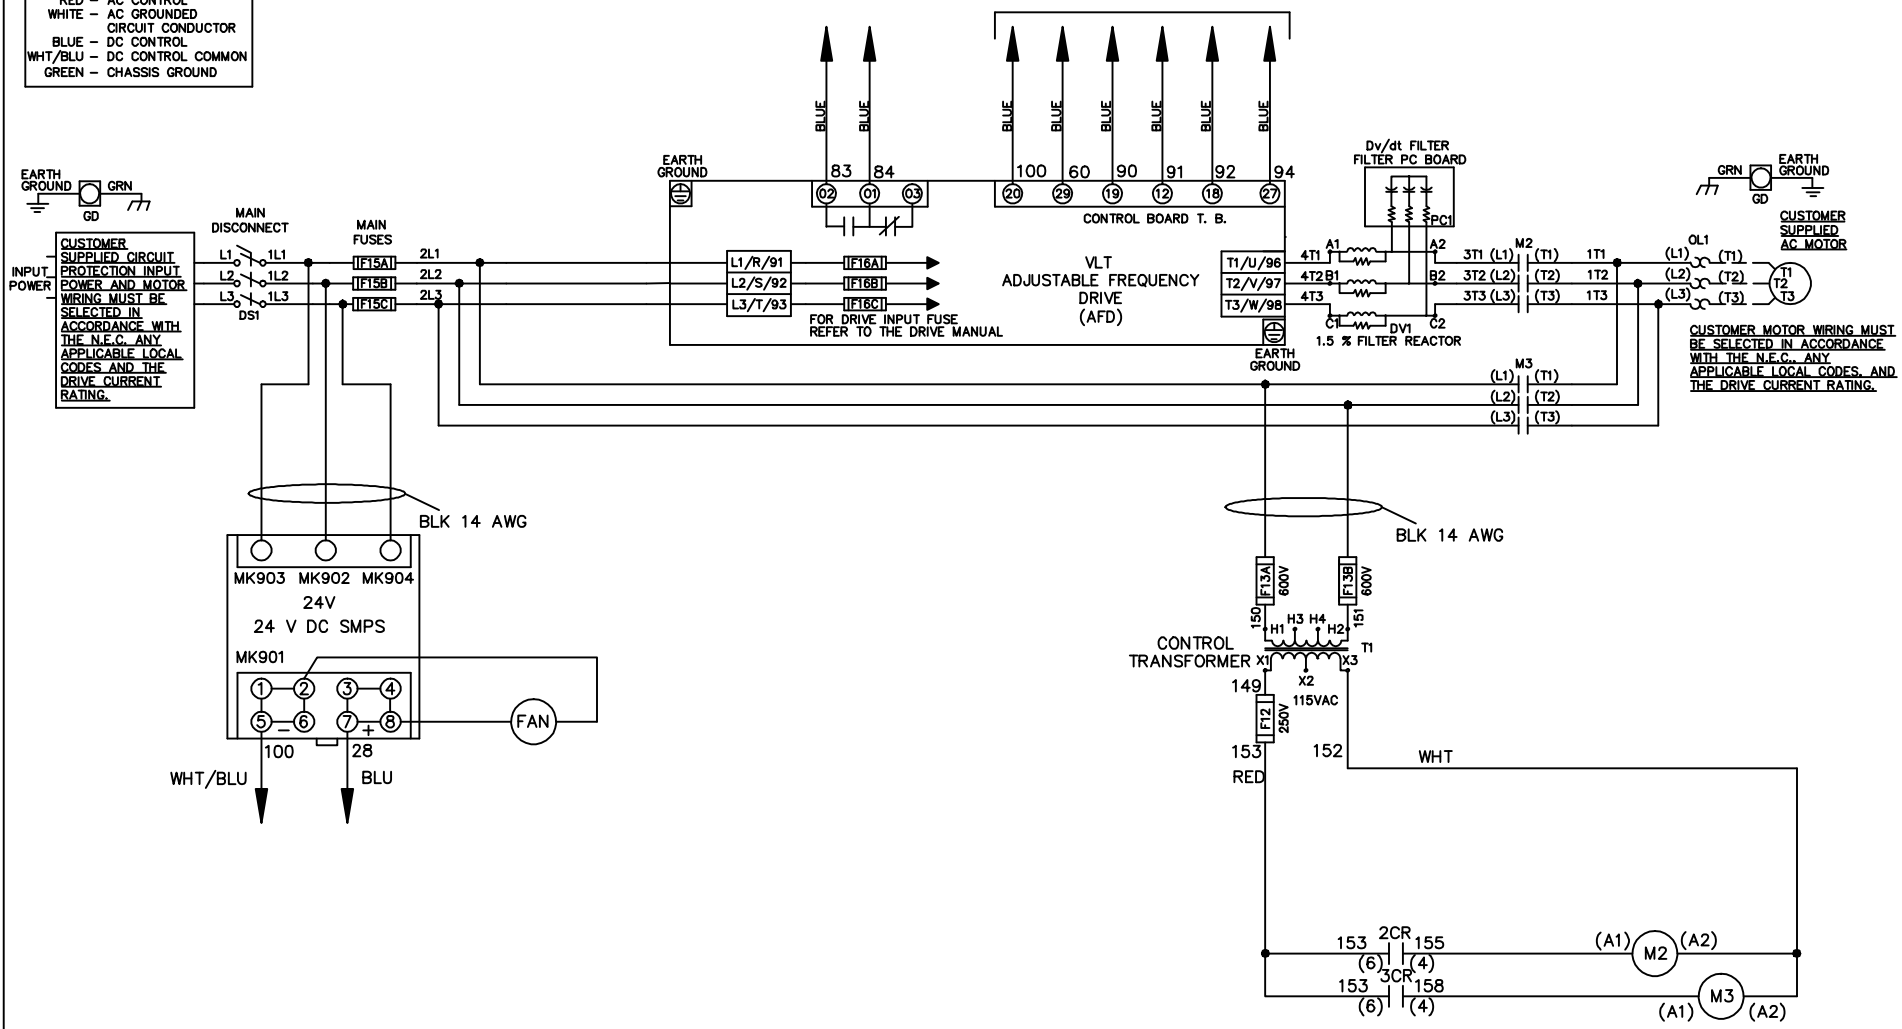 RED – AC CONTROL
WHITE – AC GROUNDED
CIRCUIT CONDUCTOR
BLUE – DC CONTROL
WHT/BLU – DC CONTROL COMMON
GREEN – CHASSIS GROUND
BLUE
BLUE
BLUE
BLUE
BLUE
BLUE
BLUE
BLUE
EARTH
GROUND
GRN
GD
EARTH
GROUND
83
84
02
01
03
100
60
90
91
92
94
20
29
19
12
18
27
CONTROL BOARD T. B.
Dv/dt FILTER
FILTER PC BOARD
PC1
GRN
EARTH
GROUND
GD
CUSTOMER
SUPPLIED
AC MOTOR
INPUT
POWER
CUSTOMER
SUPPLIED CIRCUIT
PROTECTION INPUT
POWER AND MOTOR
WIRING MUST BE
SELECTED IN
ACCORDANCE WITH
THE N.E.C. ANY
APPLICABLE LOCAL
CODES AND THE
DRIVE CURRENT
RATING.
MAIN
DISCONNECT
L1
1L1
L2
1L2
L3
1L3
DS1
MAIN
FUSES
F15A
F15B
F15C
2L1
2L2
2L3
L1/R/91
L2/S/92
L3/T/93
F16A
F16B
F16C
FOR DRIVE INPUT FUSE
REFER TO THE DRIVE MANUAL
VLT
ADJUSTABLE FREQUENCY
DRIVE
(AFD)
T1/U/96
T2/V/97
T3/W/98
EARTH
GROUND
4T1
4T2
4T3
A1
A2
B1
B2
C1
C2
DV1
1.5 % FILTER REACTOR
M2
3T1 (L1) (T1) 1T1
3T2 (L2) (T2) 1T2
3T3 (L3) (T3) 1T3
OL1
(L1) (T1)
(L2) (T2)
(L3) (T3)
T1
T2
T3
CUSTOMER MOTOR WIRING MUST
BE SELECTED IN ACCORDANCE
WITH THE N.E.C., ANY
APPLICABLE LOCAL CODES, AND
THE DRIVE CURRENT RATING.
M3
(L1) (T1)
(L2) (T2)
(L3) (T3)
BLK 14 AWG
BLK 14 AWG
MK903 MK902 MK904
24V
24 V DC SMPS
MK901
1 2 3 4
5 – 6 7 + 8
FAN
100
28
WHT/BLU
BLU
F13A
600V
F13B
600V
150
151
H1 H3 H4 H2
CONTROL
TRANSFORMER
T1
X1
X3
X2
115VAC
149
F12
250V
153
RED
152
WHT
2CR
153 155
(6) (4)
(A1) M2 (A2)
3CR
153 158
(6) (4)
(A1) M3 (A2)